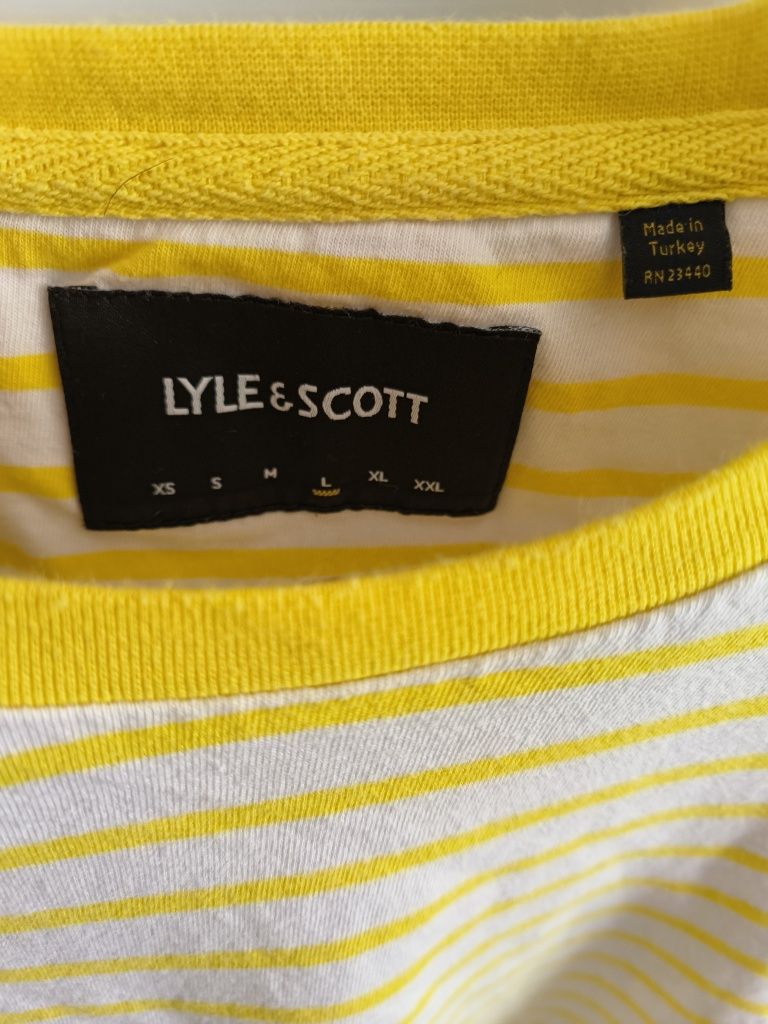 Made in
Turkey
RN 23440
LYLE & SCOTT
XS S M L XL XXL